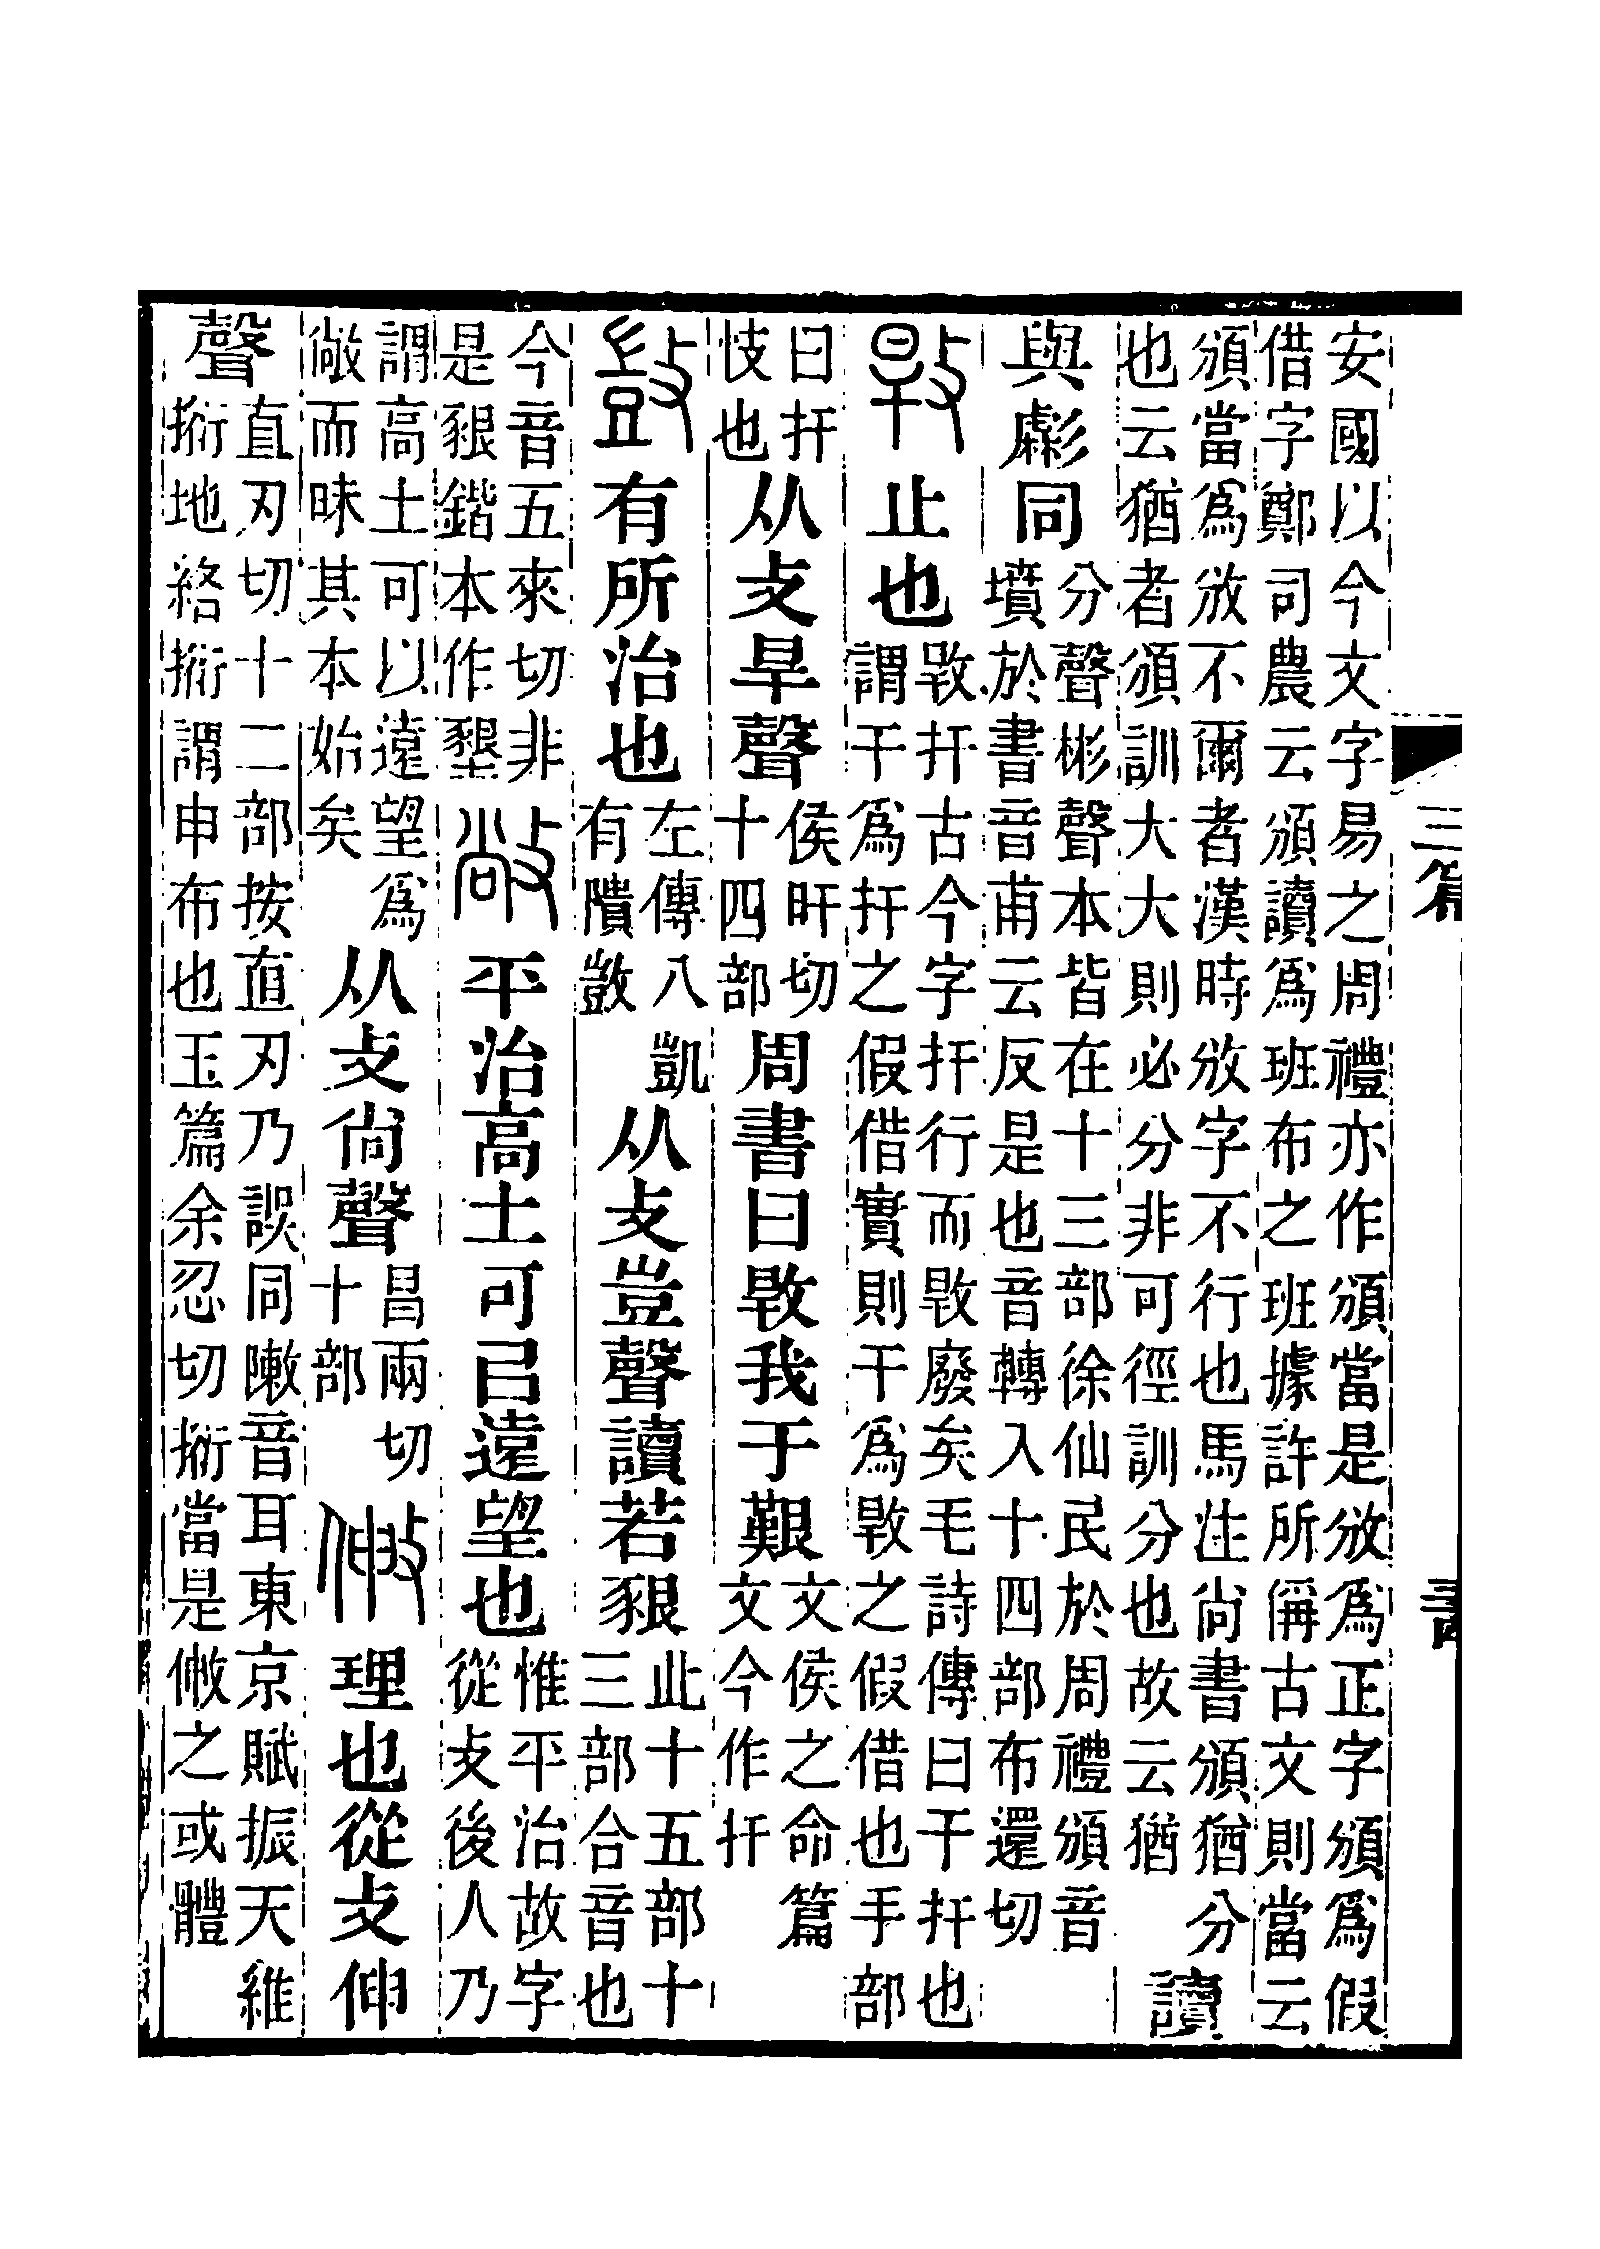 安國以今文字易之周禮亦作頒當是攽爲正字頒爲假
借字鄭司農云頒讀爲班布之班據許所偁古文則當云
頒當爲攽不爾者漢時攽字不行也馬注尙書頒猶分
也云猶者頒訓大大則必分非可徑訓分也故云猶
讀
與虨同
分聲彬聲本皆在十三部徐仙民於周禮頒音
墳於書音甫云反是也音轉入十四部布還切
𢾕止也
𢾕扞古今字扞行而𢾕廢矣毛詩傳曰干扞也
謂干爲扞之假借實則干爲𢾕之假借也手部
曰扞
忮也
从攴旱聲
侯旰切
十四部
周書曰𢾕我于艱
文侯之命篇
文今作扞
敳有所治也
左傳八凱
有隤敳
从攴豈聲讀若豤
此十五部十
三部合音也
今音五來切非
是豤鍇本作墾
敞平治高土可㠯遠望也
惟平治故字
從攴後人乃
謂高土可以遠望爲
敞而昧其本始矣
从攴尙聲
昌兩切
十部
敒理也從攴伸
聲
直刃切十二部按直刃乃誤同敶音耳東京賦振天維
地絡謂申布也玉篇余忍切當是敒之或體
三篇